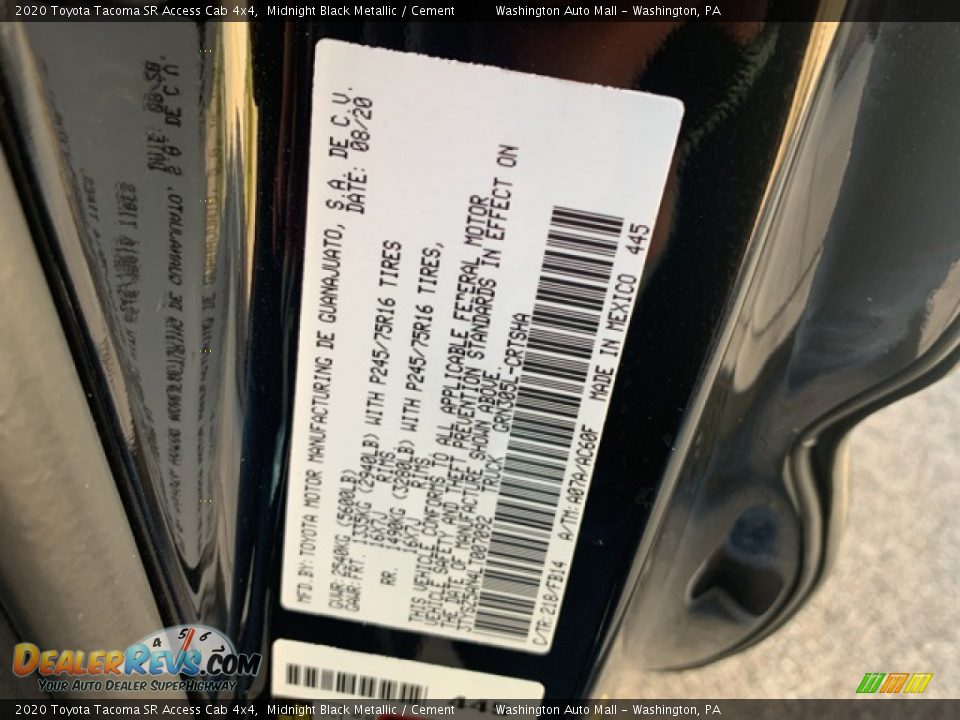 2020 Toyota Tacoma SR Access Cab 4x4, Midnight Black Metallic / Cement Washington Auto Mall - Washington, PA
MFD. BY: TOYOTA MOTOR MANUFACTURING DE GUANAJUATO, S.A. DE C.V.
DATE: 08/20
GVWR: 2540KG (5600LB)
GAWR: FRT. 1335KG (2940LB) WITH P245/75R16 TIRES
16X7J RIMS
RR. 1490KG (3280LB) WITH P245/75R16 TIRES,
16X7J RIMS
THIS VEHICLE CONFORMS TO ALL APPLICABLE FEDERAL MOTOR
VEHICLE SAFETY AND THEFT PREVENTION STANDARDS IN EFFECT ON
THE DATE OF MANUFACTURE SHOWN ABOVE.
TRUCK GRN305L-CRTSHA
C/TR: 218/FB14 A/TM: A07A/AC60F MADE IN MEXICO 445
DEALERREVS.COM
YOUR AUTO DEALER SUPERHIGHWAY
4 5 6
2020 Toyota Tacoma SR Access Cab 4x4, Midnight Black Metallic / Cement Washington Auto Mall - Washington, PA